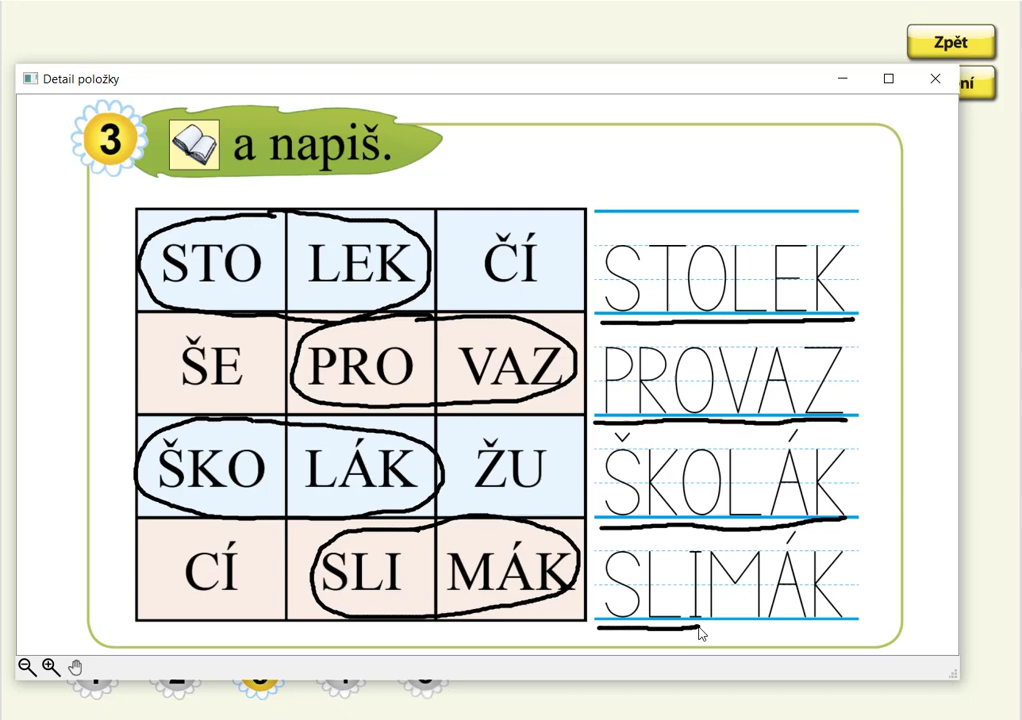 Zpět
Detail položky
ní
3 a napiš.
STO LEK ČÍ STOLEK
ŠE PRO VAZ PROVAZ
ŠKO LÁK ŽU ŠKOLÁK
CÍ SLI MÁK SLIMÁK